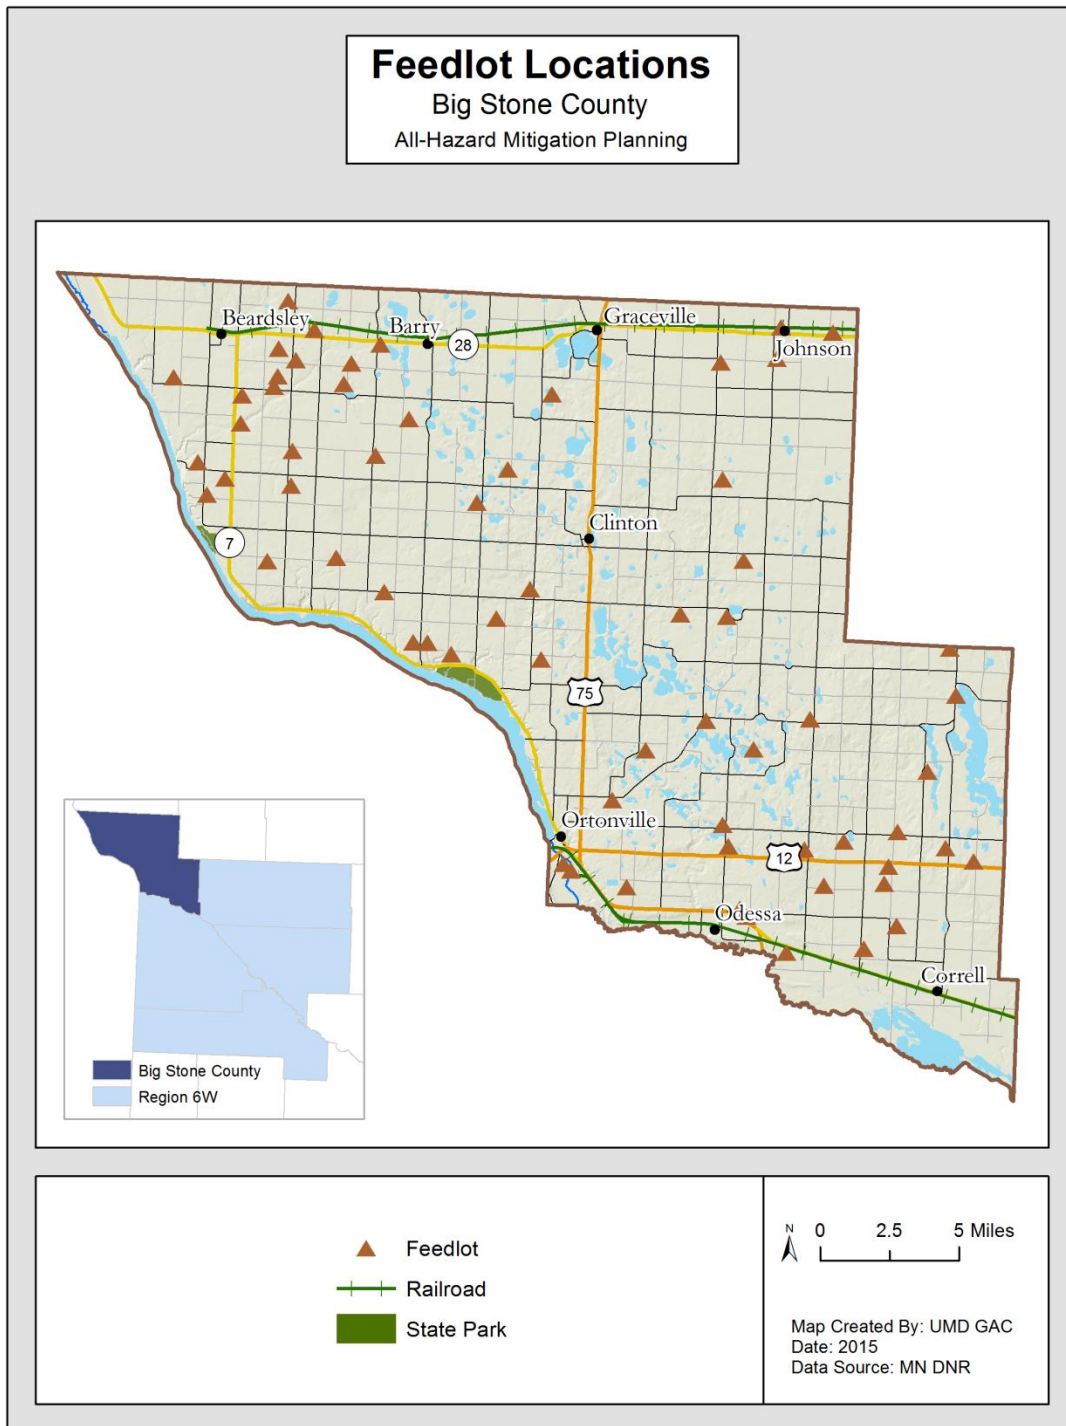 Feedlot Locations
Big Stone County
All-Hazard Mitigation Planning
Beardsley
Barry
28
Graceville
Johnson
Clinton
7
75
Ortonville
12
Odessa
Correll
Big Stone County
Region 6W
Feedlot
Railroad
State Park
N
0 2.5 5 Miles
Map Created By: UMD GAC
Date: 2015
Data Source: MN DNR